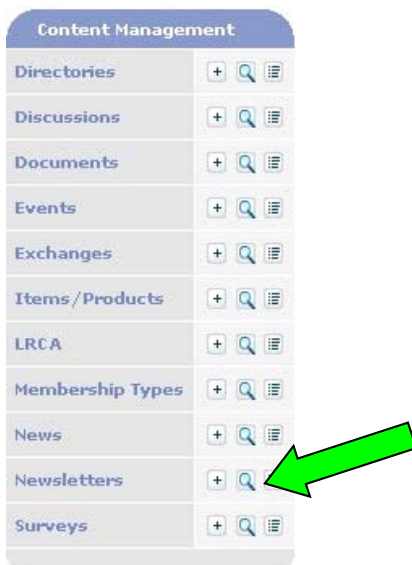 Content Management
Directories
Discussions
Documents
Events
Exchanges
Items/Products
LRCA
Membership Types
News
Newsletters
Surveys